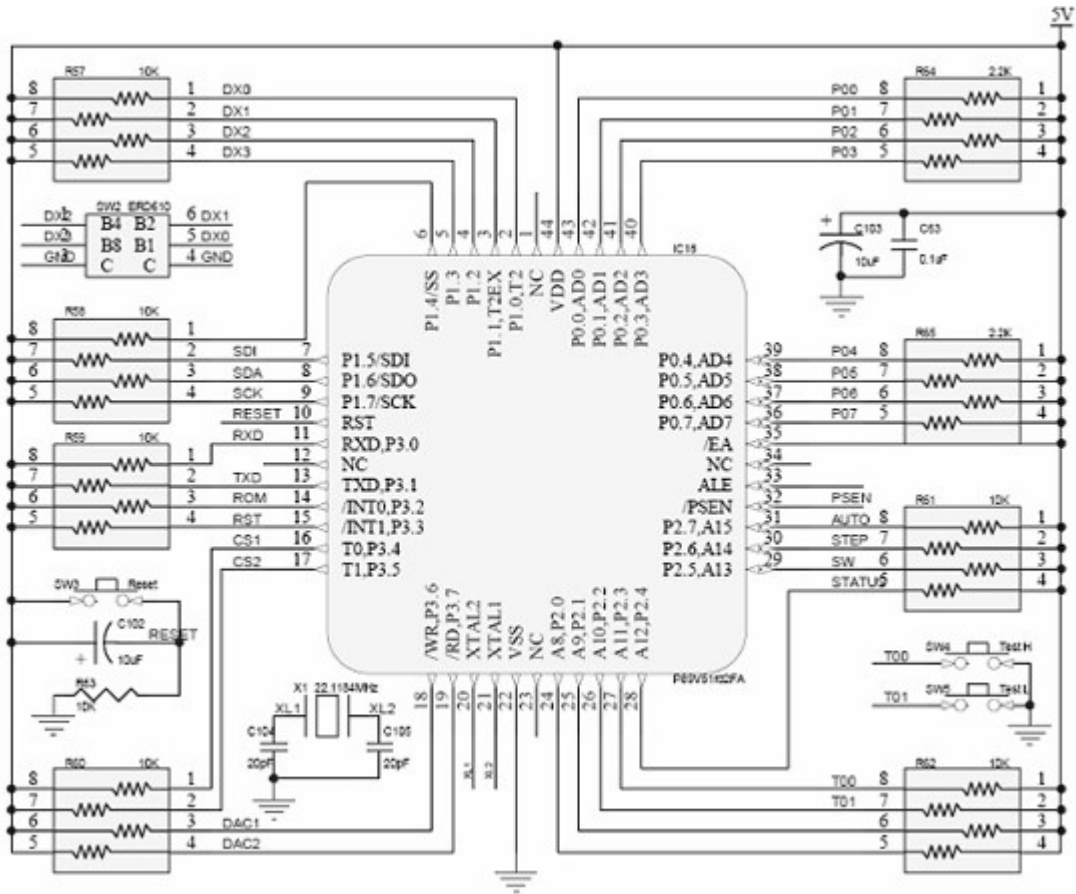 5V
R57 10K
8 1 DX0
7 2 DX1
6 3 DX2
5 4 DX3
R54 2.2K
P00 8 1
P01 7 2
P02 6 3
P03 5 4
SW2 ERD610
1 B4 B2 6 DX1
B8 B1 5 DX0
GND 3 C C 4 GND
6 5 4 3 2 1 44 43 42 41 40
IC18
P1.4/SS
P1.3
P1.2
P1.1,T2EX
P1.0,T2
NC
VDD
P0.0,AD0
P0.1,AD1
P0.2,AD2
P0.3,AD3
C103
10uF
C53
0.1uF
R58 10K
8 1
7 2 SDI 7 P1.5/SDI
6 3 SDA 8 P1.6/SDO
5 4 SCK 9 P1.7/SCK
RESET 10 RST
RXD 11 RXD,P3.0
12 NC
TXD 13 TXD,P3.1
ROM 14 /INT0,P3.2
RST 15 /INT1,P3.3
CS1 16 T0,P3.4
CS2 17 T1,P3.5
R59 10K
8 1
7 2
6 3
5 4
P0.4,AD4 39 P04 8 1
P0.5,AD5 38 P05 7 2
P0.6,AD6 37 P06 6 3
P0.7,AD7 36 P07 5 4
R55 2.2K
/EA 35
NC 34
ALE 33
/PSEN 32 PSEN
P2.7,A15 31 AUTO 8 1
P2.6,A14 30 STEP 7 2
P2.5,A13 29 SW 6 3
STATUS 5 4
R51 10K
SW3 Reset
C102
10uF
RESET
R53
10K
/WR,P3.6
/RD,P3.7
XTAL2
XTAL1
VSS
NC
A8,P2.0
A9,P2.1
A10,P2.2
A11,P2.3
A12,P2.4
P89V51rd2FA
18 19 20 21 22 23 24 25 26 27 28
X1 22.1184MHz
XL1 XL2
C104
20pF
C105
20pF
XL1
XL2
T00 SW4 Test H
T01 SW5 Test L
R60 10K
8 1
7 2
6 3 DAC1
5 4 DAC2
R52 10K
T00 8 1
T01 7 2
6 3
5 4